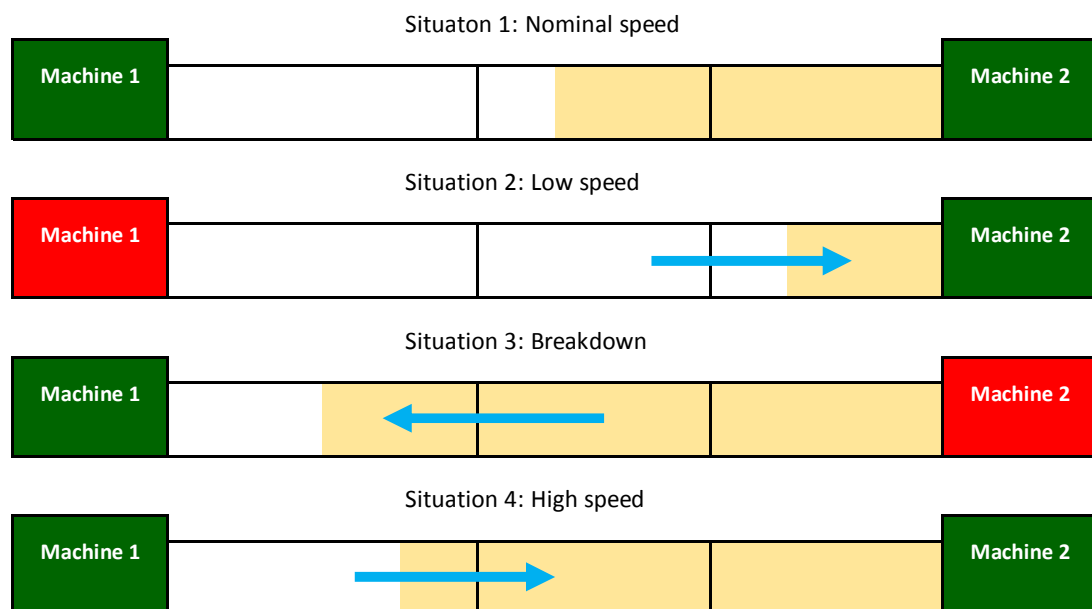 Situaton 1: Nominal speed
Machine 1
Machine 2
Situation 2: Low speed
Machine 1
Machine 2
Situation 3: Breakdown
Machine 1
Machine 2
Situation 4: High speed
Machine 1
Machine 2